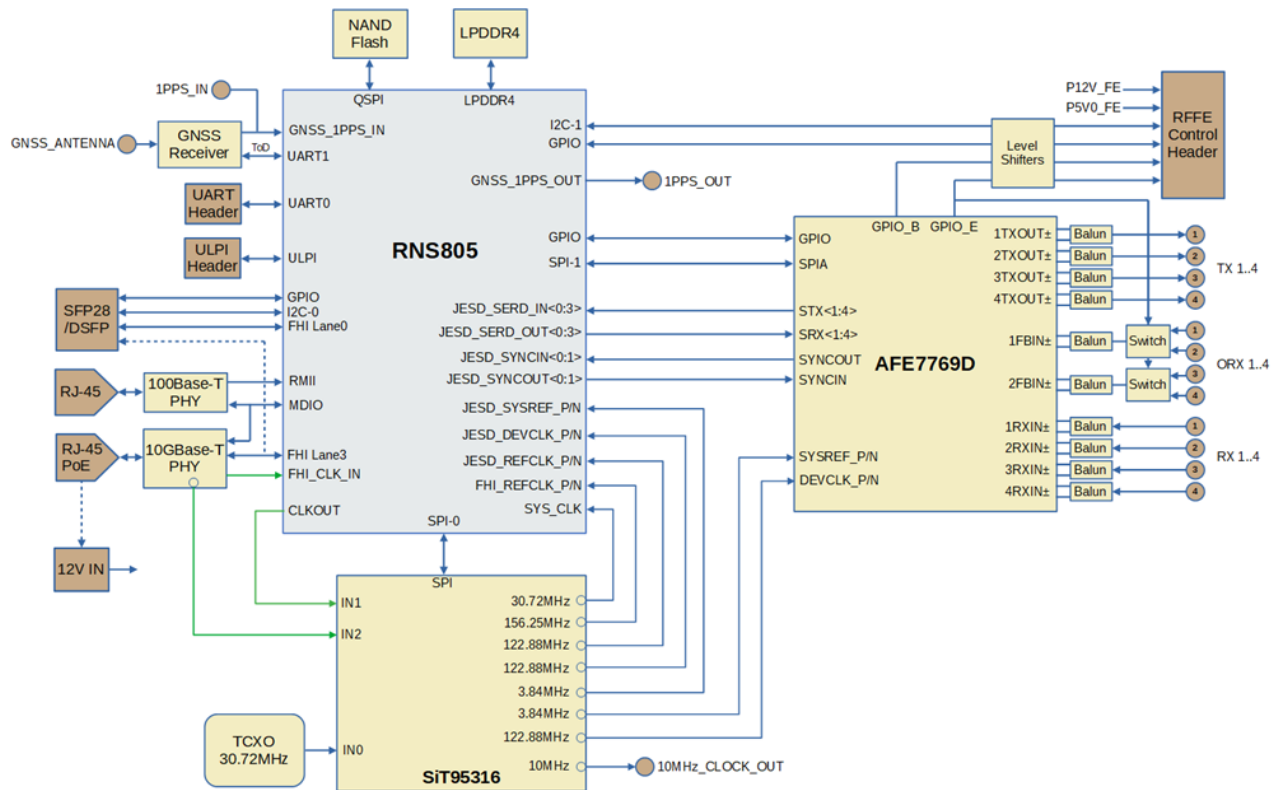 NAND
Flash
LPDDR4
1PPS_IN
QSPI
LPDDR4
GNSS_ANTENNA
GNSS
Receiver
ToD
GNSS_1PPS_IN
UART1
UART
Header
UART0
ULPI
Header
ULPI
RNS805
SFP28
/DSFP
GPIO
I2C-0
FHI Lane0
RJ-45
100Base-T
PHY
RMII
MDIO
RJ-45
PoE
10GBase-T
PHY
FHI Lane3
FHI_CLK_IN
CLKOUT
12V IN
I2C-1
GPIO
GNSS_1PPS_OUT
1PPS_OUT
GPIO
SPI-1
JESD_SERD_IN<0:3>
JESD_SERD_OUT<0:3>
JESD_SYNCIN<0:1>
JESD_SYNCOUT<0:1>
JESD_SYSREF_P/N
JESD_DEVCLK_P/N
JESD_REFCLK_P/N
FHI_REFCLK_P/N
SYS_CLK
SPI-0
P12V_FE
P5V0_FE
Level
Shifters
RFFE
Control
Header
GPIO_B
GPIO_E
GPIO
SPIA
STX<1:4>
SRX<1:4>
SYNCOUT
SYNCIN
AFE7769D
SYSREF_P/N
DEVCLK_P/N
1TXOUT± Balun 1
2TXOUT± Balun 2
3TXOUT± Balun 3
4TXOUT± Balun 4
TX 1..4
1FBIN± Balun Switch 1
2
2FBIN± Balun Switch 3
4
ORX 1..4
1RXIN± Balun 1
2RXIN± Balun 2
3RXIN± Balun 3
4RXIN± Balun 4
RX 1..4
SPI
IN1
IN2
IN0
TCXO
30.72MHz
30.72MHz
156.25MHz
122.88MHz
122.88MHz
3.84MHz
3.84MHz
122.88MHz
10MHz
10MHz_CLOCK_OUT
SiT95316